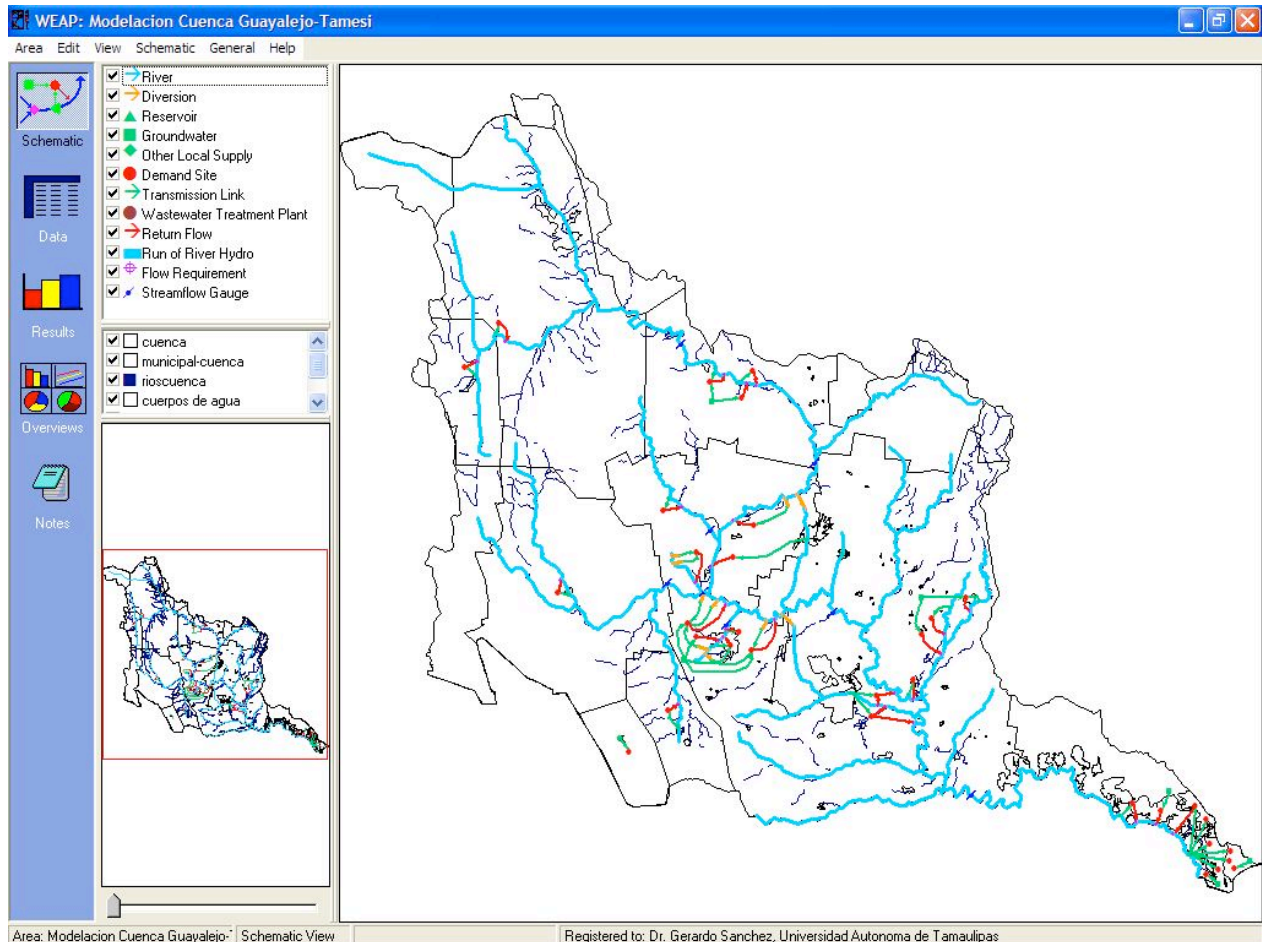 WEAP: Modelacion Cuenca Guayalejo-Tamesi
Area Edit View Schematic General Help
Schematic
Data
Results
Overviews
Notes
River
Diversion
Reservoir
Groundwater
Other Local Supply
Demand Site
Transmission Link
Wastewater Treatment Plant
Return Flow
Run of River Hydro
Flow Requirement
Streamflow Gauge
cuenca
municipal-cuenca
rioscuenca
cuerpos de agua
Area: Modelacion Cuenca Guayalejo- Schematic View Registered to: Dr. Gerardo Sanchez, Universidad Autonoma de Tamaulipas